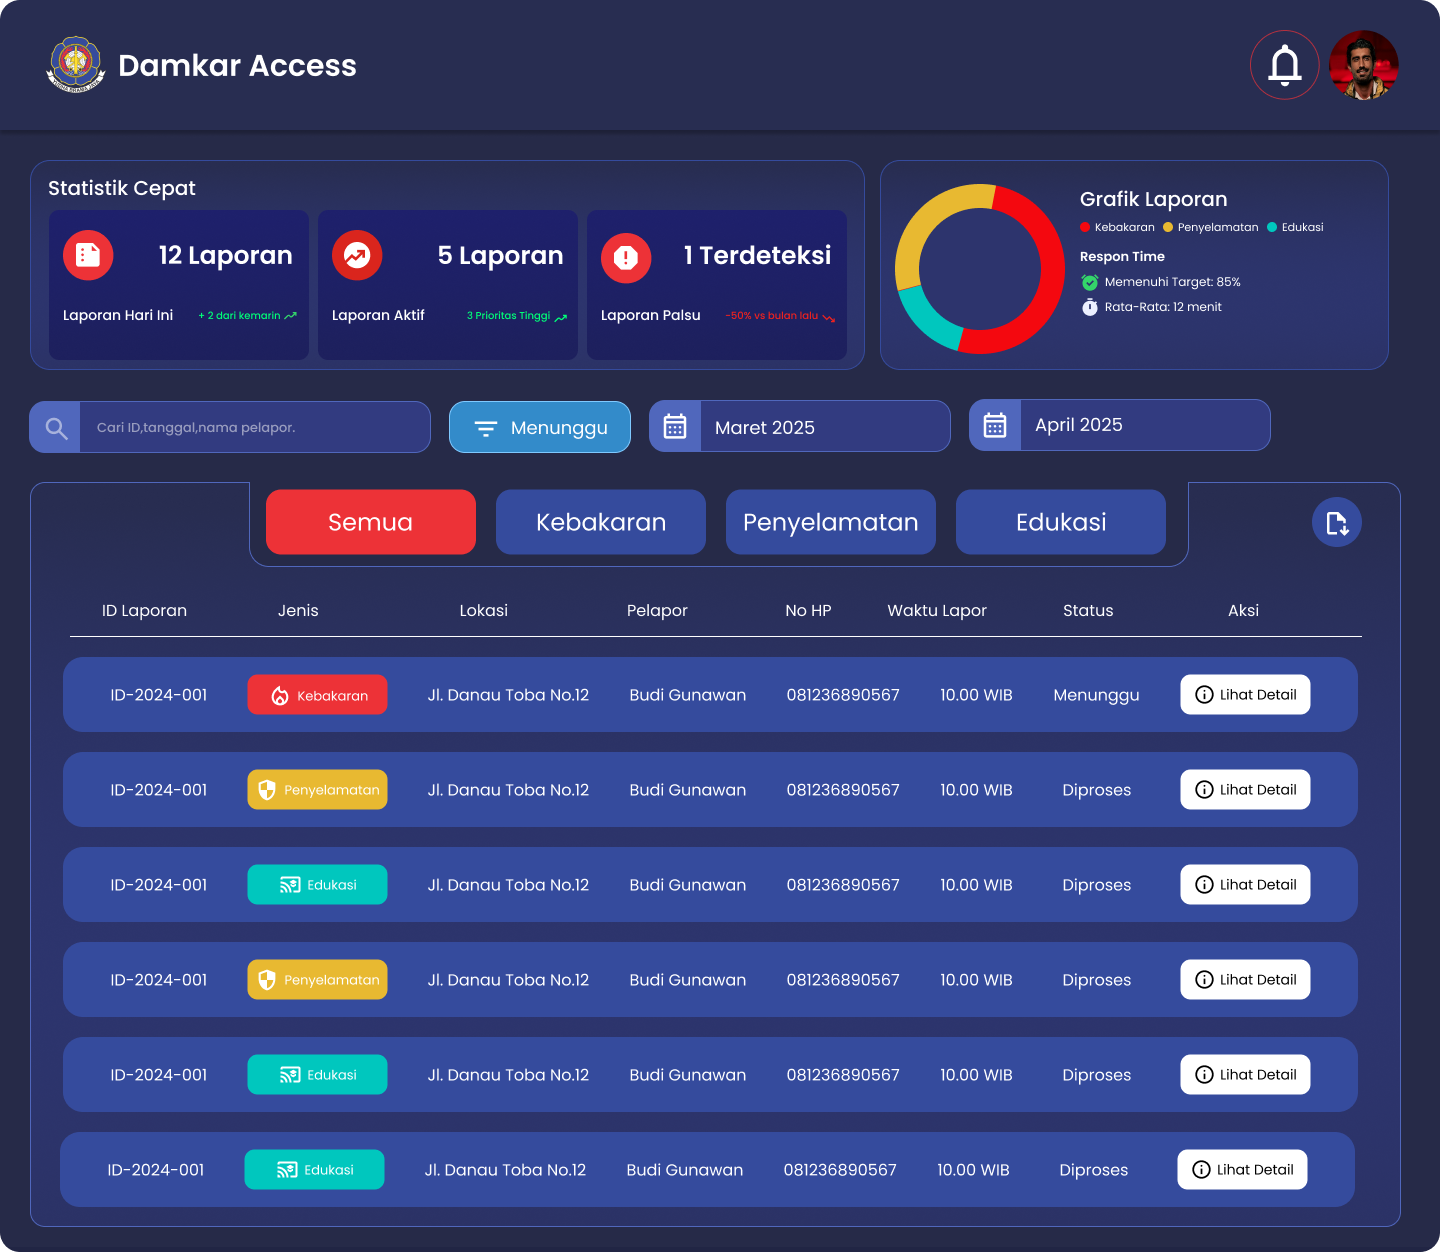 Damkar Access
Statistik Cepat
12 Laporan
Laporan Hari Ini
+ 2 dari kemarin
5 Laporan
Laporan Aktif
3 Prioritas Tinggi
1 Terdeteksi
Laporan Palsu
-50% vs bulan lalu
Grafik Laporan
Kebakaran Penyelamatan Edukasi
Respon Time
Memenuhi Target: 85%
Rata-Rata: 12 menit
Cari ID,tanggal,nama pelapor.
Menunggu
Maret 2025
April 2025
Semua
Kebakaran
Penyelamatan
Edukasi
ID Laporan Jenis Lokasi Pelapor No HP Waktu Lapor Status Aksi
ID-2024-001 Kebakaran Jl. Danau Toba No.12 Budi Gunawan 081236890567 10.00 WIB Menunggu Lihat Detail
ID-2024-001 Penyelamatan Jl. Danau Toba No.12 Budi Gunawan 081236890567 10.00 WIB Diproses Lihat Detail
ID-2024-001 Edukasi Jl. Danau Toba No.12 Budi Gunawan 081236890567 10.00 WIB Diproses Lihat Detail
ID-2024-001 Penyelamatan Jl. Danau Toba No.12 Budi Gunawan 081236890567 10.00 WIB Diproses Lihat Detail
ID-2024-001 Edukasi Jl. Danau Toba No.12 Budi Gunawan 081236890567 10.00 WIB Diproses Lihat Detail
ID-2024-001 Edukasi Jl. Danau Toba No.12 Budi Gunawan 081236890567 10.00 WIB Diproses Lihat Detail